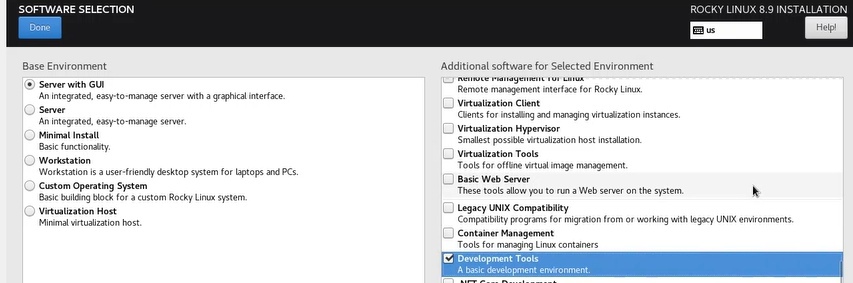 SOFTWARE SELECTION
ROCKY LINUX 8.9 INSTALLATION
Done
us
Help!
Base Environment
Server with GUI
An integrated, easy-to-manage server with a graphical interface.
Server
An integrated, easy-to-manage server.
Minimal Install
Basic functionality.
Workstation
Workstation is a user-friendly desktop system for laptops and PCs.
Custom Operating System
Basic building block for a custom Rocky Linux system.
Virtualization Host
Minimal virtualization host.
Additional software for Selected Environment
Remote Management for Linux
Remote management interface for Rocky Linux.
Virtualization Client
Clients for installing and managing virtualization instances.
Virtualization Hypervisor
Smallest possible virtualization host installation.
Virtualization Tools
Tools for offline virtual image management.
Basic Web Server
These tools allow you to run a Web server on the system.
Legacy UNIX Compatibility
Compatibility programs for migration from or working with legacy UNIX environments.
Container Management
Tools for managing Linux containers
Development Tools
A basic development environment.
.NET Core Development